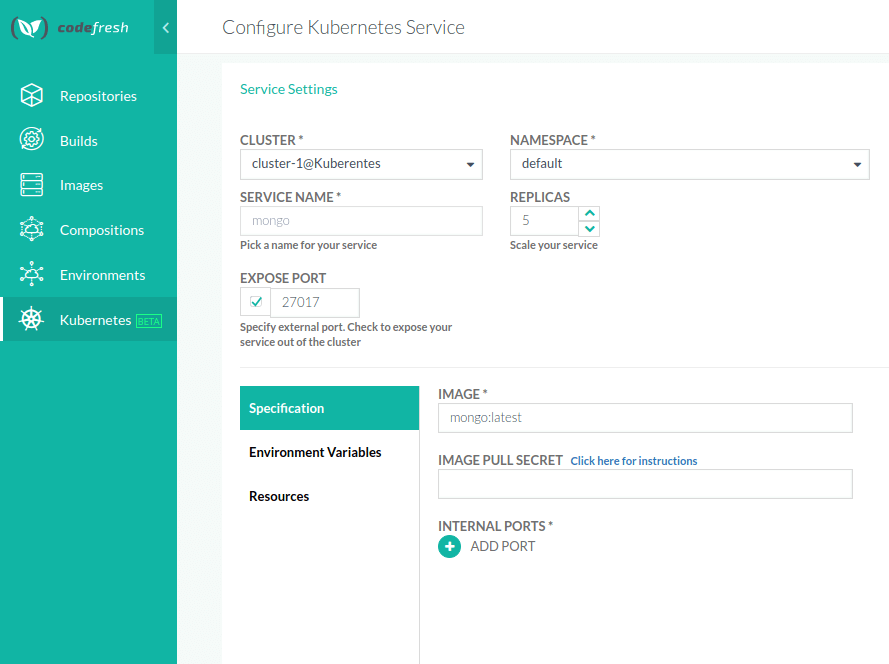 codefresh
Configure Kubernetes Service
Repositories
Builds
Images
Compositions
Environments
Kubernetes BETA
Service Settings
CLUSTER * NAMESPACE *
cluster-1@Kuberentes default
SERVICE NAME * REPLICAS
mongo 5
Pick a name for your service Scale your service
EXPOSE PORT
27017
Specify external port. Check to expose your
service out of the cluster
Specification
Environment Variables
Resources
IMAGE *
mongo:latest
IMAGE PULL SECRET Click here for instructions
INTERNAL PORTS *
ADD PORT